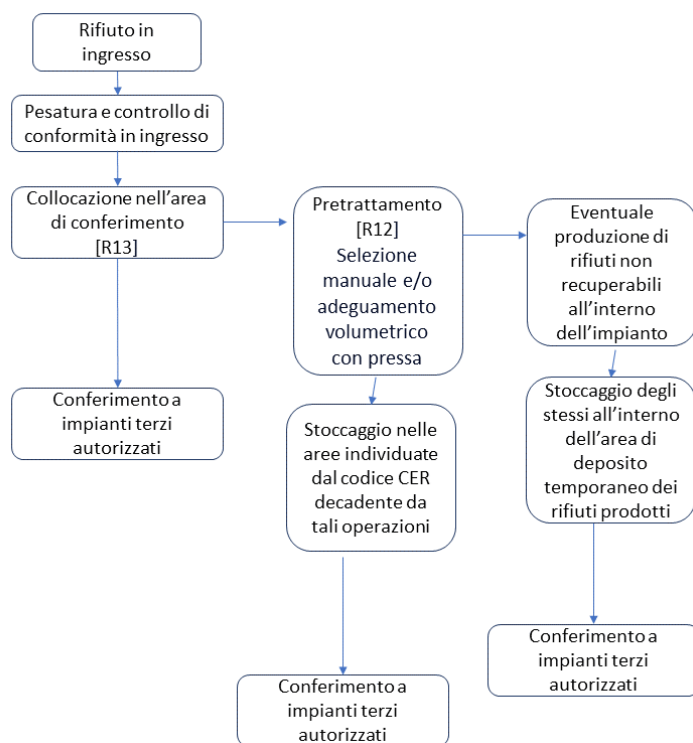 Rifiuto in
ingresso
Pesatura e controllo di
conformità in ingresso
Collocazione nell’area
di conferimento
[R13]
Conferimento a
impianti terzi
autorizzati
Pretrattamento
[R12]
Selezione
manuale e/o
adeguamento
volumetrico
con pressa
Stoccaggio nelle
aree individuate
dal codice CER
decadente da
tali operazioni
Conferimento a
impianti terzi
autorizzati
Eventuale
produzione di
rifiuti non
recuperabili
all’interno
dell’impianto
Stoccaggio degli
stessi all’interno
dell’area di
deposito
temporaneo dei
rifiuti prodotti
Conferimento a
impianti terzi
autorizzati